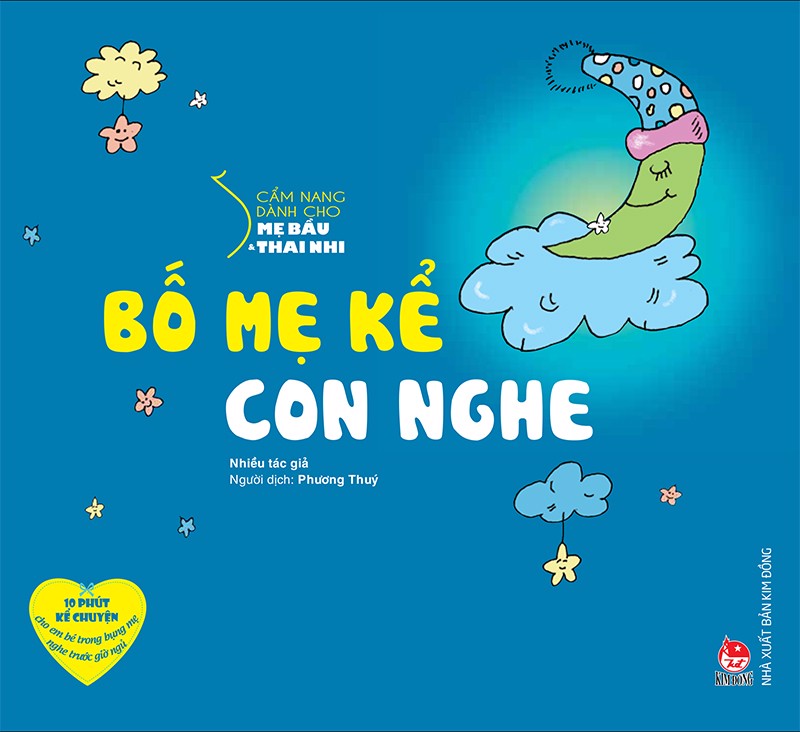 CẨM NANG
DÀNH CHO
MẸ BẦU
& THAI NHI
BỐ MẸ KỂ
CON NGHE
Nhiều tác giả
Người dịch: Phương Thuý
10 PHÚT
KỂ CHUYỆN
cho em bé trong bụng mẹ
nghe trước giờ ngủ
KIM ĐỒNG
NHÀ XUẤT BẢN KIM ĐỒNG